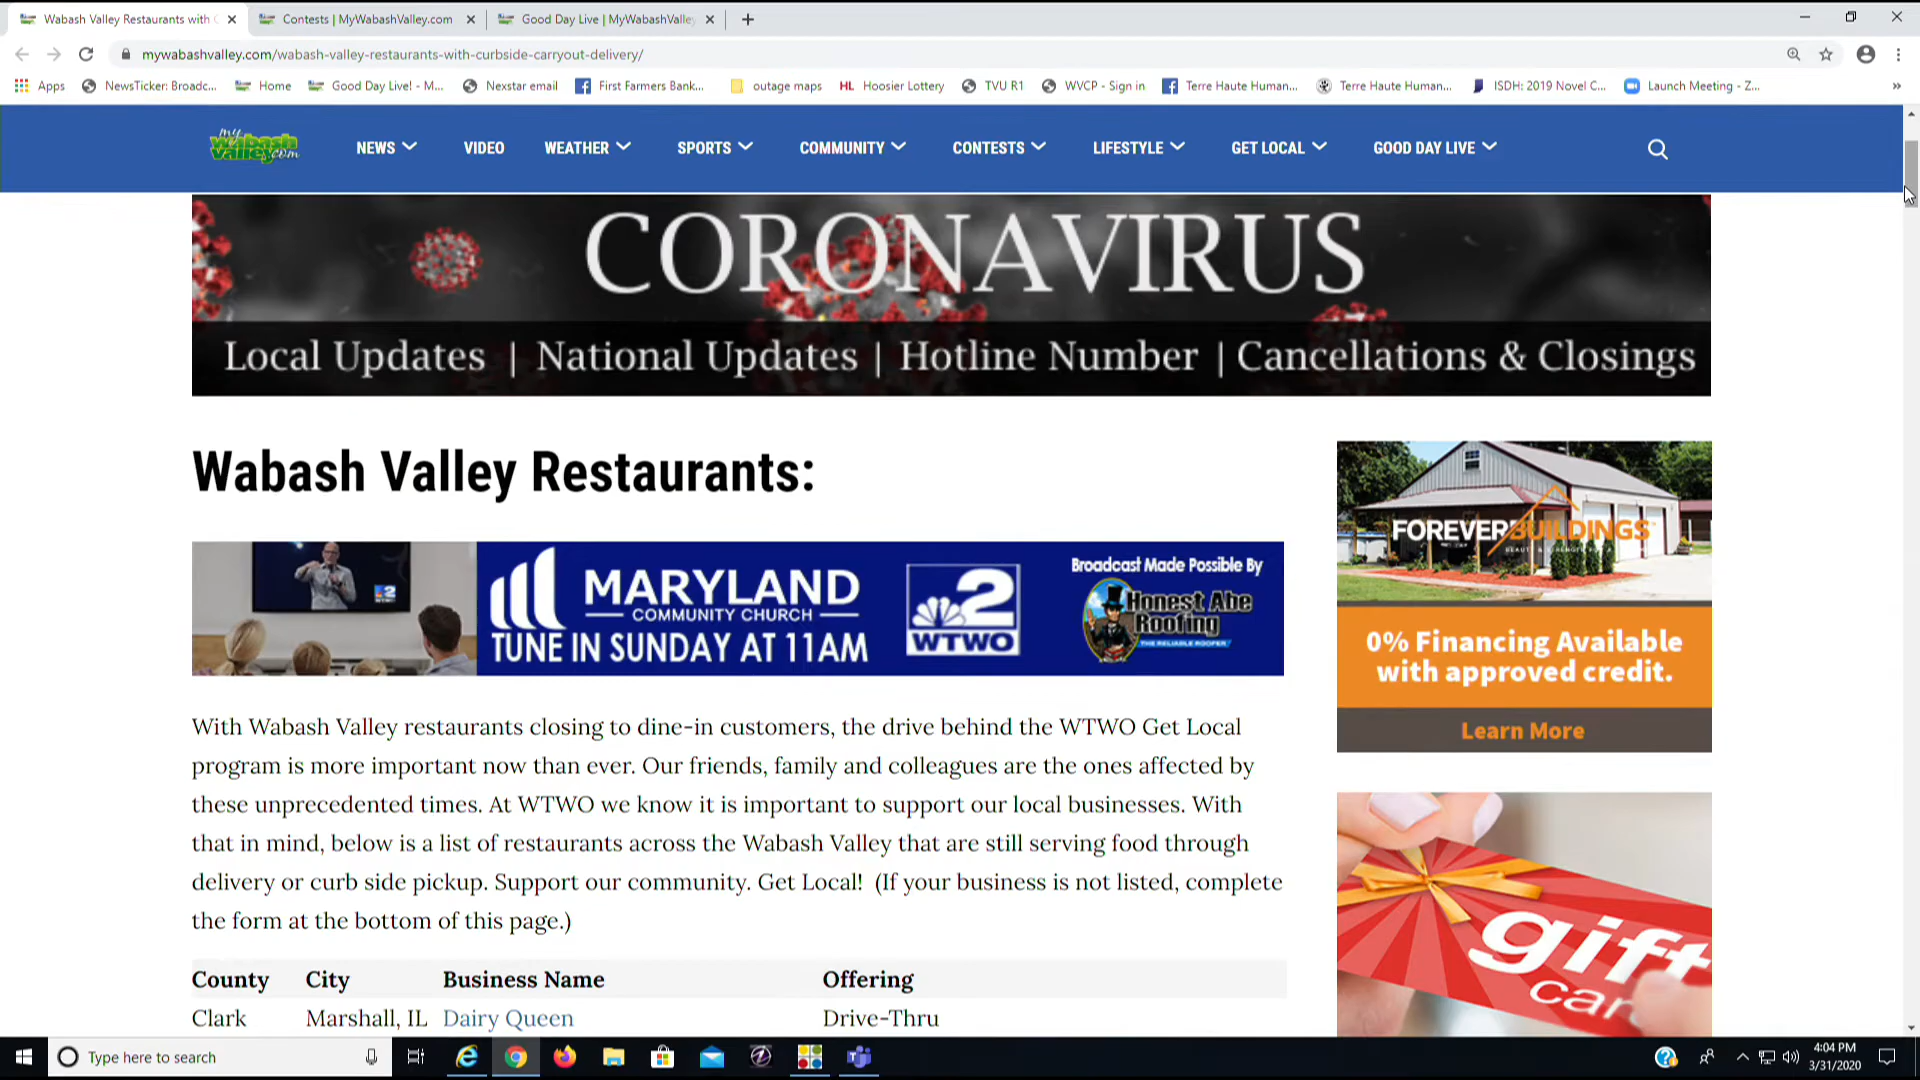 Wabash Valley Restaurants with C
Contests | MyWabashValley.com
Good Day Live | MyWabashValley
mywabashvalley.com/wabash-valley-restaurants-with-curbside-carryout-delivery/
Apps
NewsTicker: Broadc...
Home
Good Day Live! - M...
Nexstar email
First Farmers Bank...
outage maps
HL Hoosier Lottery
TVU R1
WVCP - Sign in
Terre Haute Human...
Terre Haute Human...
ISDH: 2019 Novel C...
Launch Meeting - Z...
»
my
Wabash
Valley.com
NEWS
VIDEO
WEATHER
SPORTS
COMMUNITY
CONTESTS
LIFESTYLE
GET LOCAL
GOOD DAY LIVE
CORONAVIRUS
Local Updates | National Updates | Hotline Number | Cancellations & Closings
Wabash Valley Restaurants:
MARYLAND
COMMUNITY CHURCH
TUNE IN SUNDAY AT 11AM
2
WTWO
Broadcast Made Possible By
Honest Abe
Roofing
THE RELIABLE ROOFER
With Wabash Valley restaurants closing to dine-in customers, the drive behind the WTWO Get Local
program is more important now than ever. Our friends, family and colleagues are the ones affected by
these unprecedented times. At WTWO we know it is important to support our local businesses. With
that in mind, below is a list of restaurants across the Wabash Valley that are still serving food through
delivery or curb side pickup. Support our community. Get Local! (If your business is not listed, complete
the form at the bottom of this page.)
County City Business Name Offering
Clark Marshall, IL Dairy Queen Drive-Thru
FOREVERBUILDINGS
0% Financing Available
with approved credit.
Learn More
gift
car
Type here to search
4:04 PM
3/31/2020